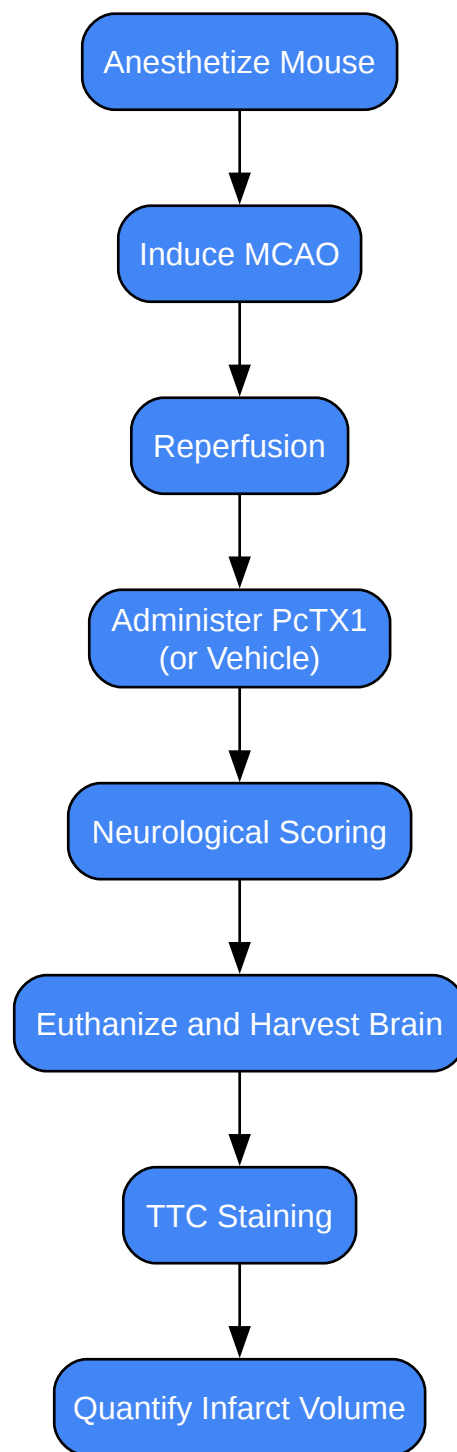 Anesthetize Mouse
Induce MCAO
Reperfusion
Administer PcTX1
(or Vehicle)
Neurological Scoring
Euthanize and Harvest Brain
TTC Staining
Quantify Infarct Volume